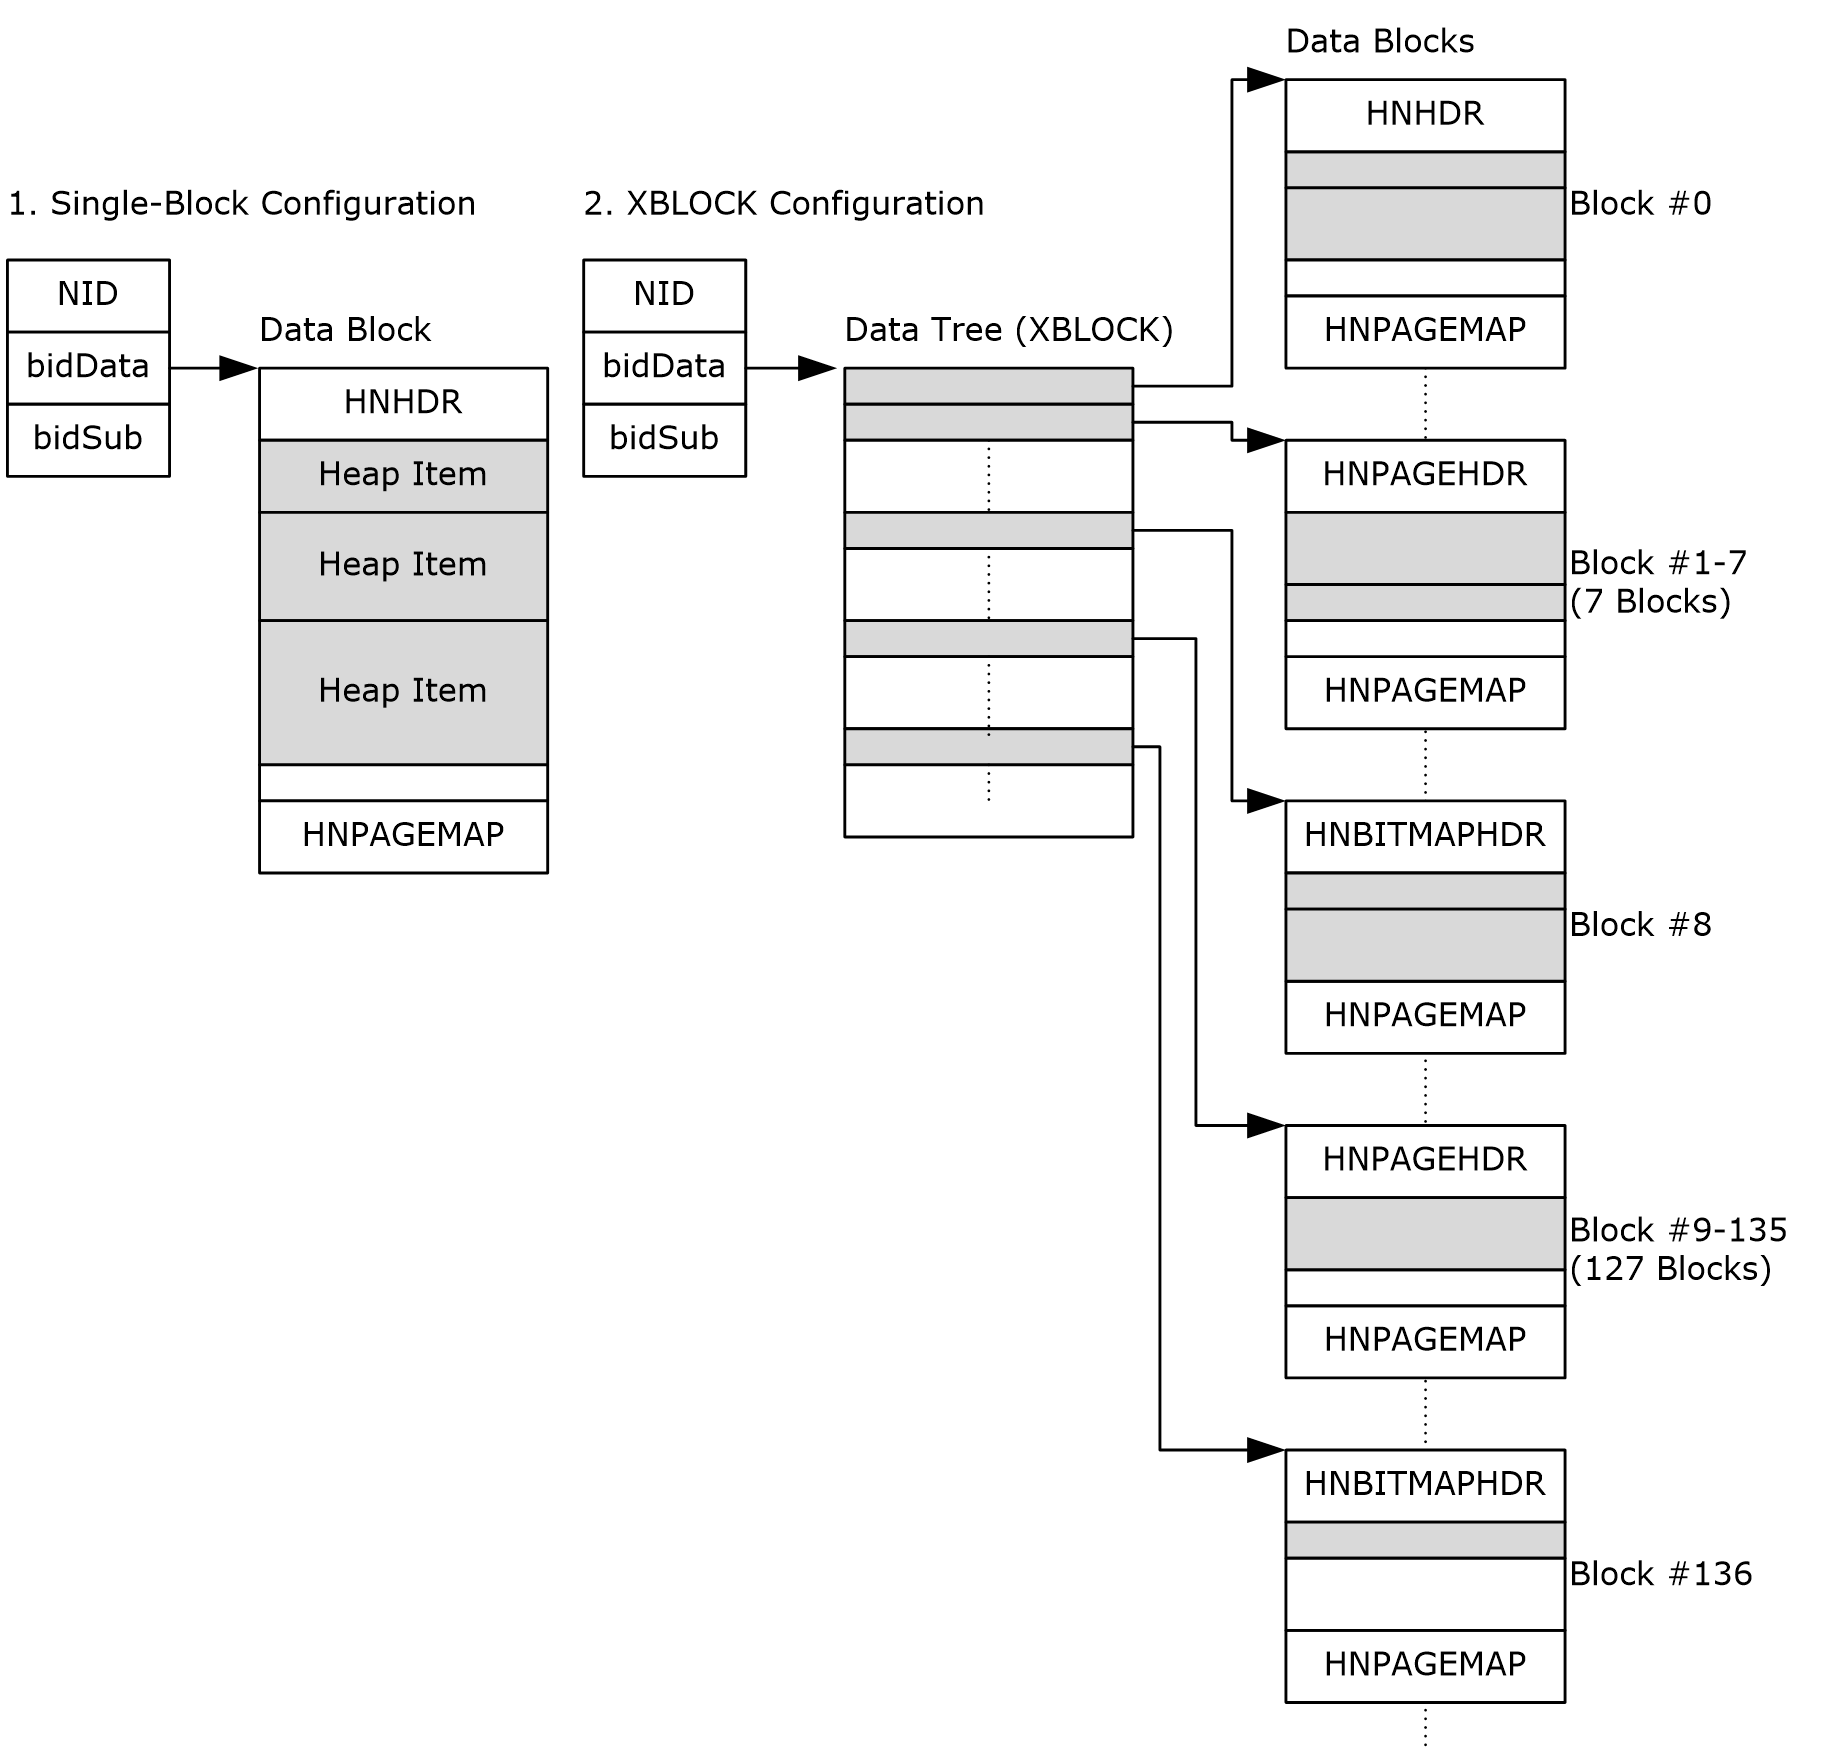 1. Single-Block Configuration
NID
bidData
bidSub
Data Block
HNHDR
Heap Item
Heap Item
Heap Item
HNPAGEMAP
2. XBLOCK Configuration
NID
bidData
bidSub
Data Tree (XBLOCK)
Data Blocks
HNHDR
HNPAGEMAP
Block #0
HNPAGEHDR
HNPAGEMAP
Block #1-7
(7 Blocks)
HNBITMAPHDR
HNPAGEMAP
Block #8
HNPAGEHDR
HNPAGEMAP
Block #9-135
(127 Blocks)
HNBITMAPHDR
HNPAGEMAP
Block #136